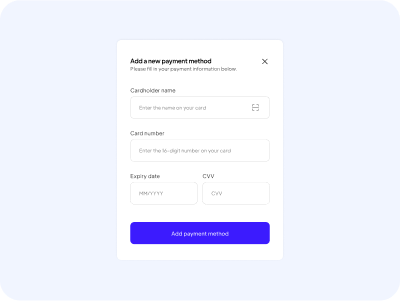 Add a new payment method
Please fill in your payment information below.
Cardholder name
Enter the name on your card
Card number
Enter the 16-digit number on your card
Expiry date CVV
MM/YYYY CVV
Add payment method